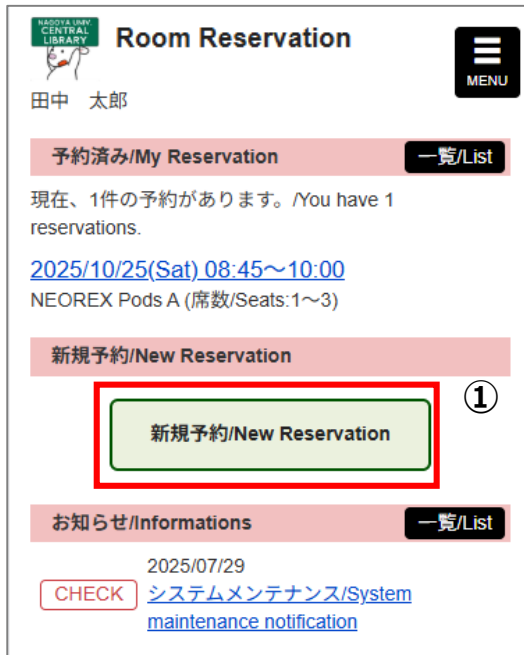 NAGOYA UNIV.
CENTRAL
LIBRARY
Room Reservation
MENU
田中　太郎
予約済み/My Reservation
一覧/List
現在、1件の予約があります。/You have 1
reservations.
2025/10/25(Sat) 08:45～10:00
NEOREX Pods A (席数/Seats:1～3)
新規予約/New Reservation
①
新規予約/New Reservation
お知らせ/Informations
一覧/List
2025/07/29
CHECK
システムメンテナンス/System
maintenance notification